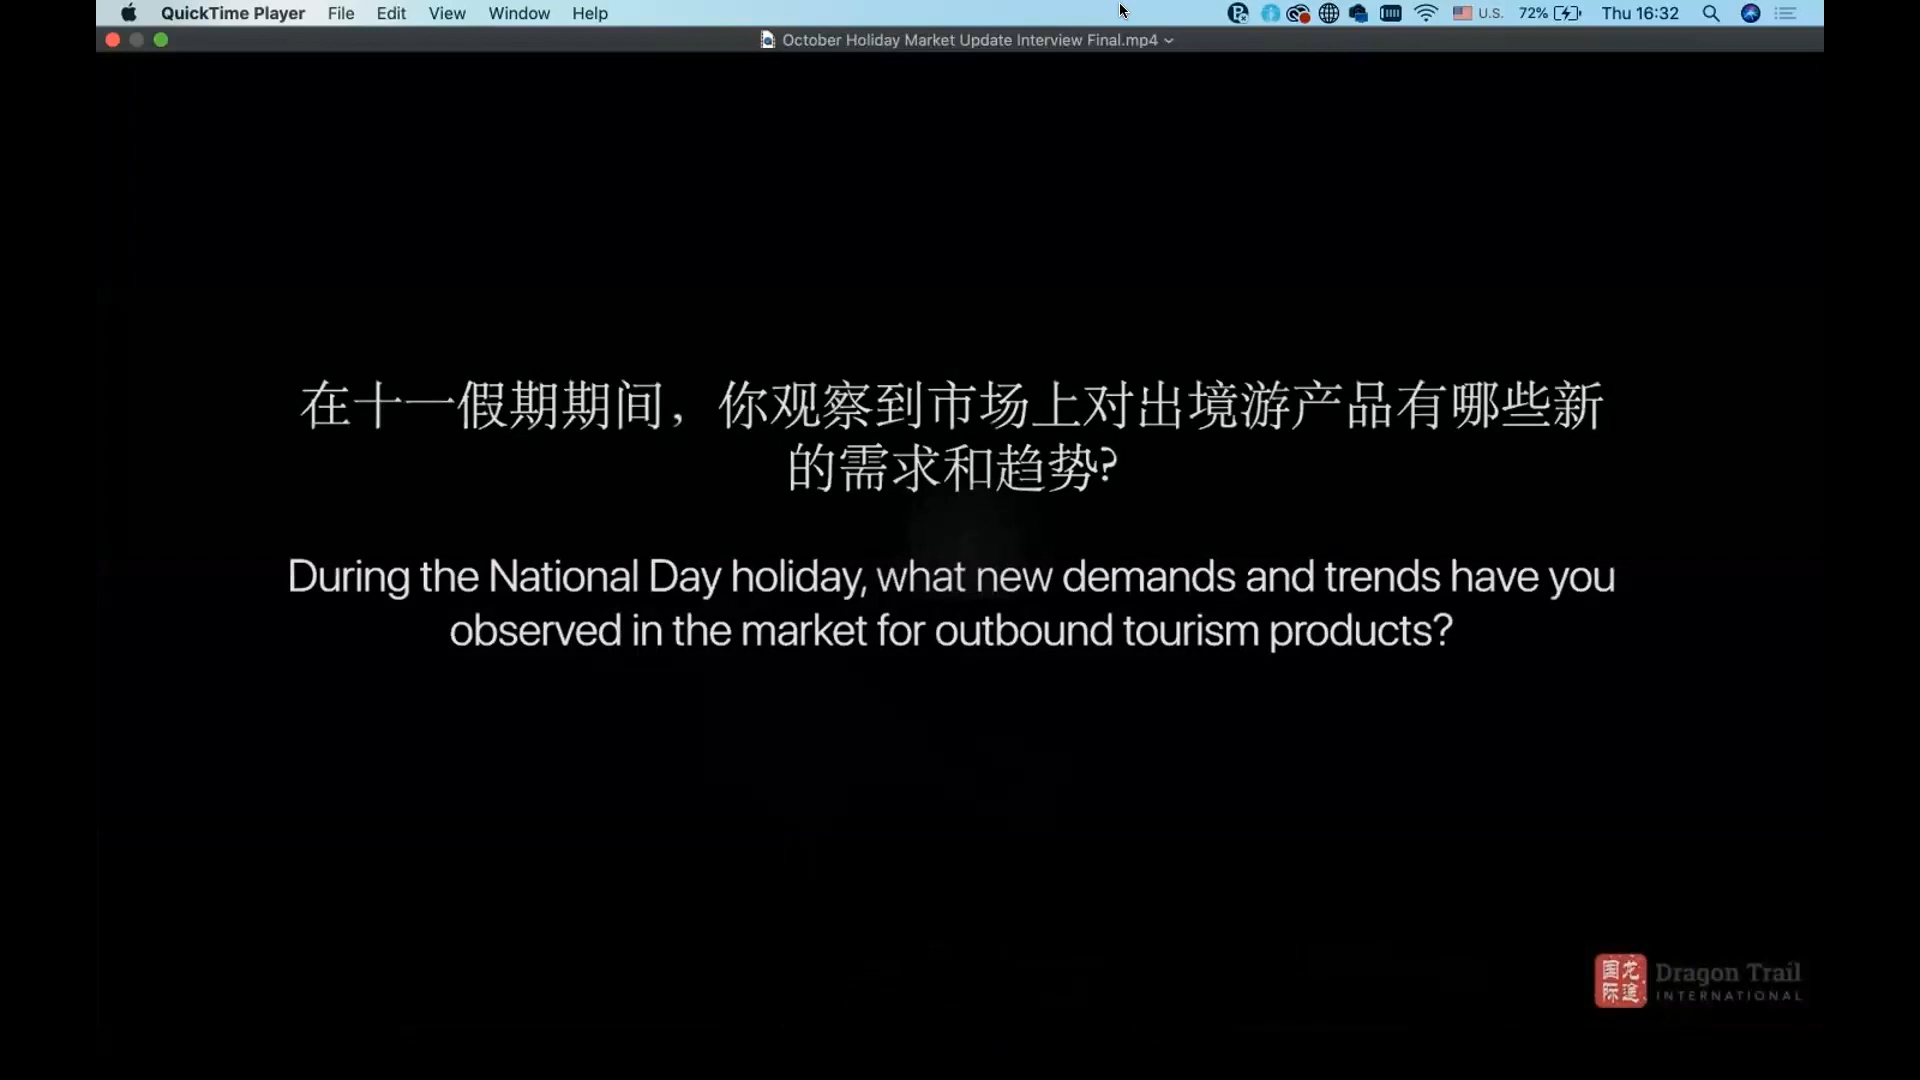 QuickTime Player File Edit View Window Help U.S. 72% Thu 16:32
October Holiday Market Update Interview Final.mp4
在十一假期期间，你观察到市场上对出境游产品有哪些新
的需求和趋势?
During the National Day holiday, what new demands and trends have you
observed in the market for outbound tourism products?
国龙
际途
Dragon Trail
INTERNATIONAL